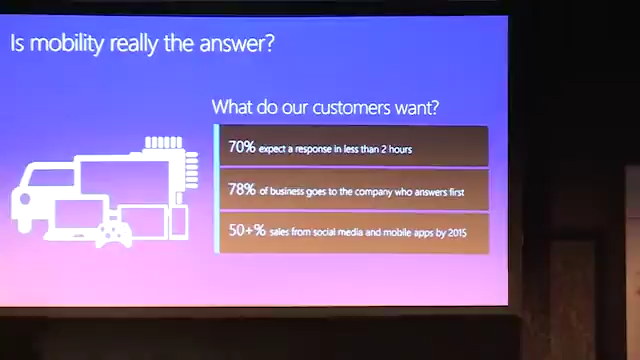 Is mobility really the answer?
What do our customers want?
70% expect a response in less than 2 hours
78% of business goes to the company who answers first
50+% sales from social media and mobile apps by 2015